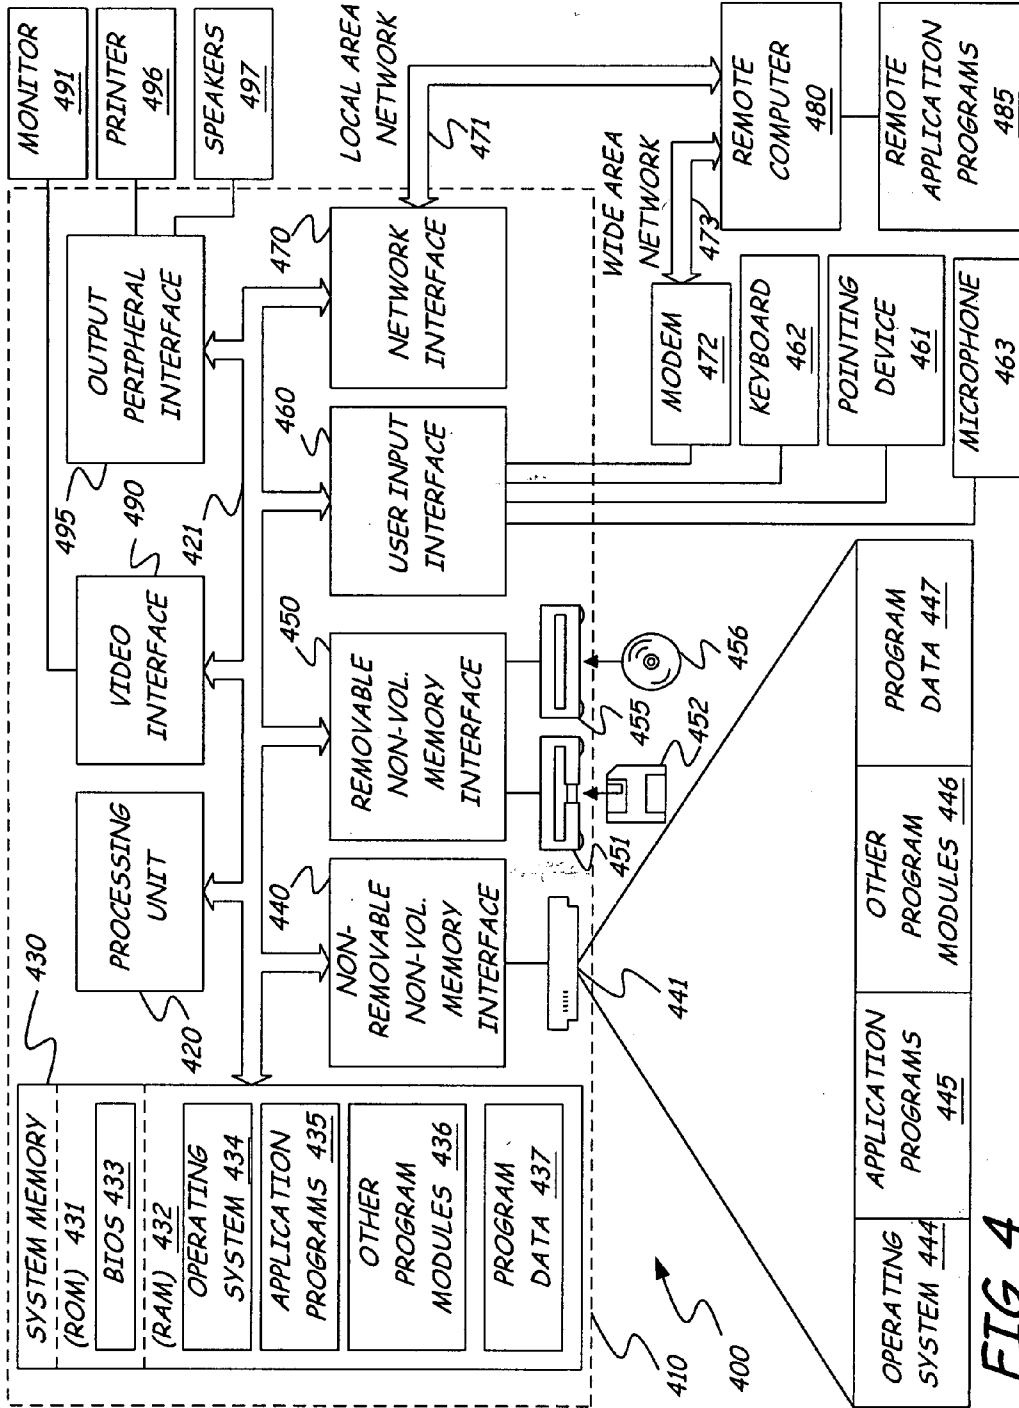 SYSTEM MEMORY
(ROM) 431
BIOS 433
(RAM) 432
OPERATING
SYSTEM 434
APPLICATION
PROGRAMS 435
OTHER
PROGRAM
MODULES 436
PROGRAM
DATA 437
430
PROCESSING
UNIT
420
VIDEO
INTERFACE
490
OUTPUT
PERIPHERAL
INTERFACE
495
421
MONITOR
491
PRINTER
496
SPEAKERS
497
440
NON-
REMOVABLE
NON-VOL.
MEMORY
INTERFACE
450
REMOVABLE
NON-VOL.
MEMORY
INTERFACE
460
USER INPUT
INTERFACE
470
NETWORK
INTERFACE
LOCAL AREA
NETWORK
471
WIDE AREA
NETWORK
473
441
451
452
455
456
MODEM
472
KEYBOARD
462
POINTING
DEVICE
461
MICROPHONE
463
REMOTE
COMPUTER
480
REMOTE
APPLICATION
PROGRAMS
485
410
400
OPERATING
SYSTEM 444
APPLICATION
PROGRAMS
445
OTHER
PROGRAM
MODULES 446
PROGRAM
DATA 447
FIG 4